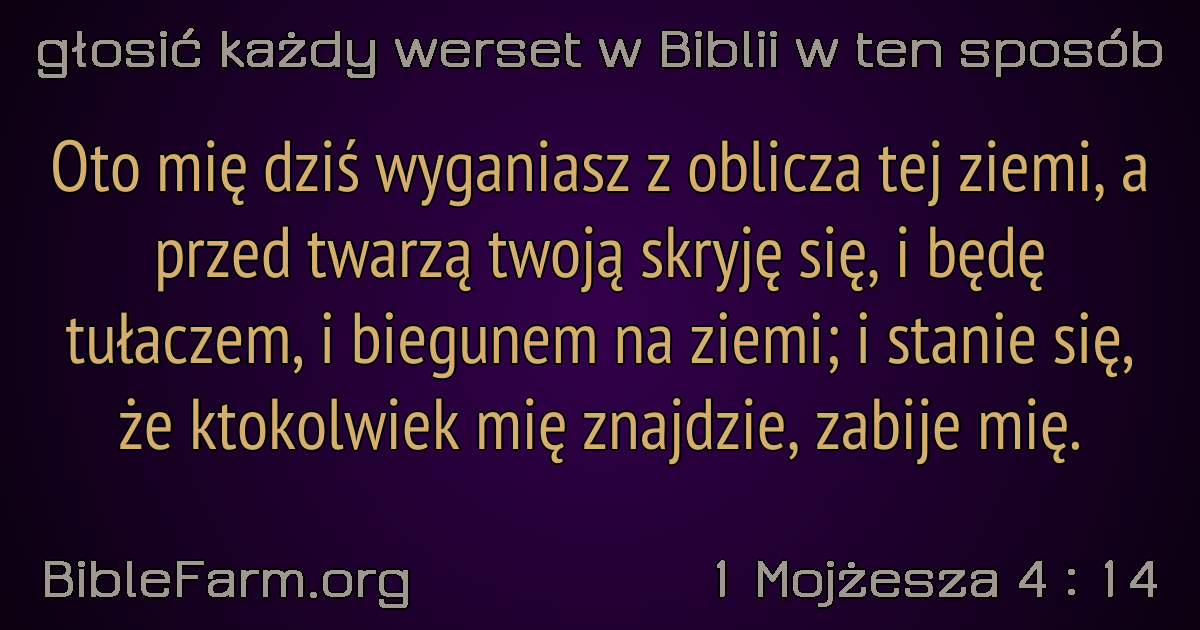 głosić każdy werset w Biblii w ten sposób
Oto mię dziś wyganiasz z oblicza tej ziemi, a
przed twarzą twoją skryję się, i będę
tułaczem, i biegunem na ziemi; i stanie się,
że ktokolwiek mię znajdzie, zabije mię.
BibleFarm.org
1 Mojżesza 4 : 14